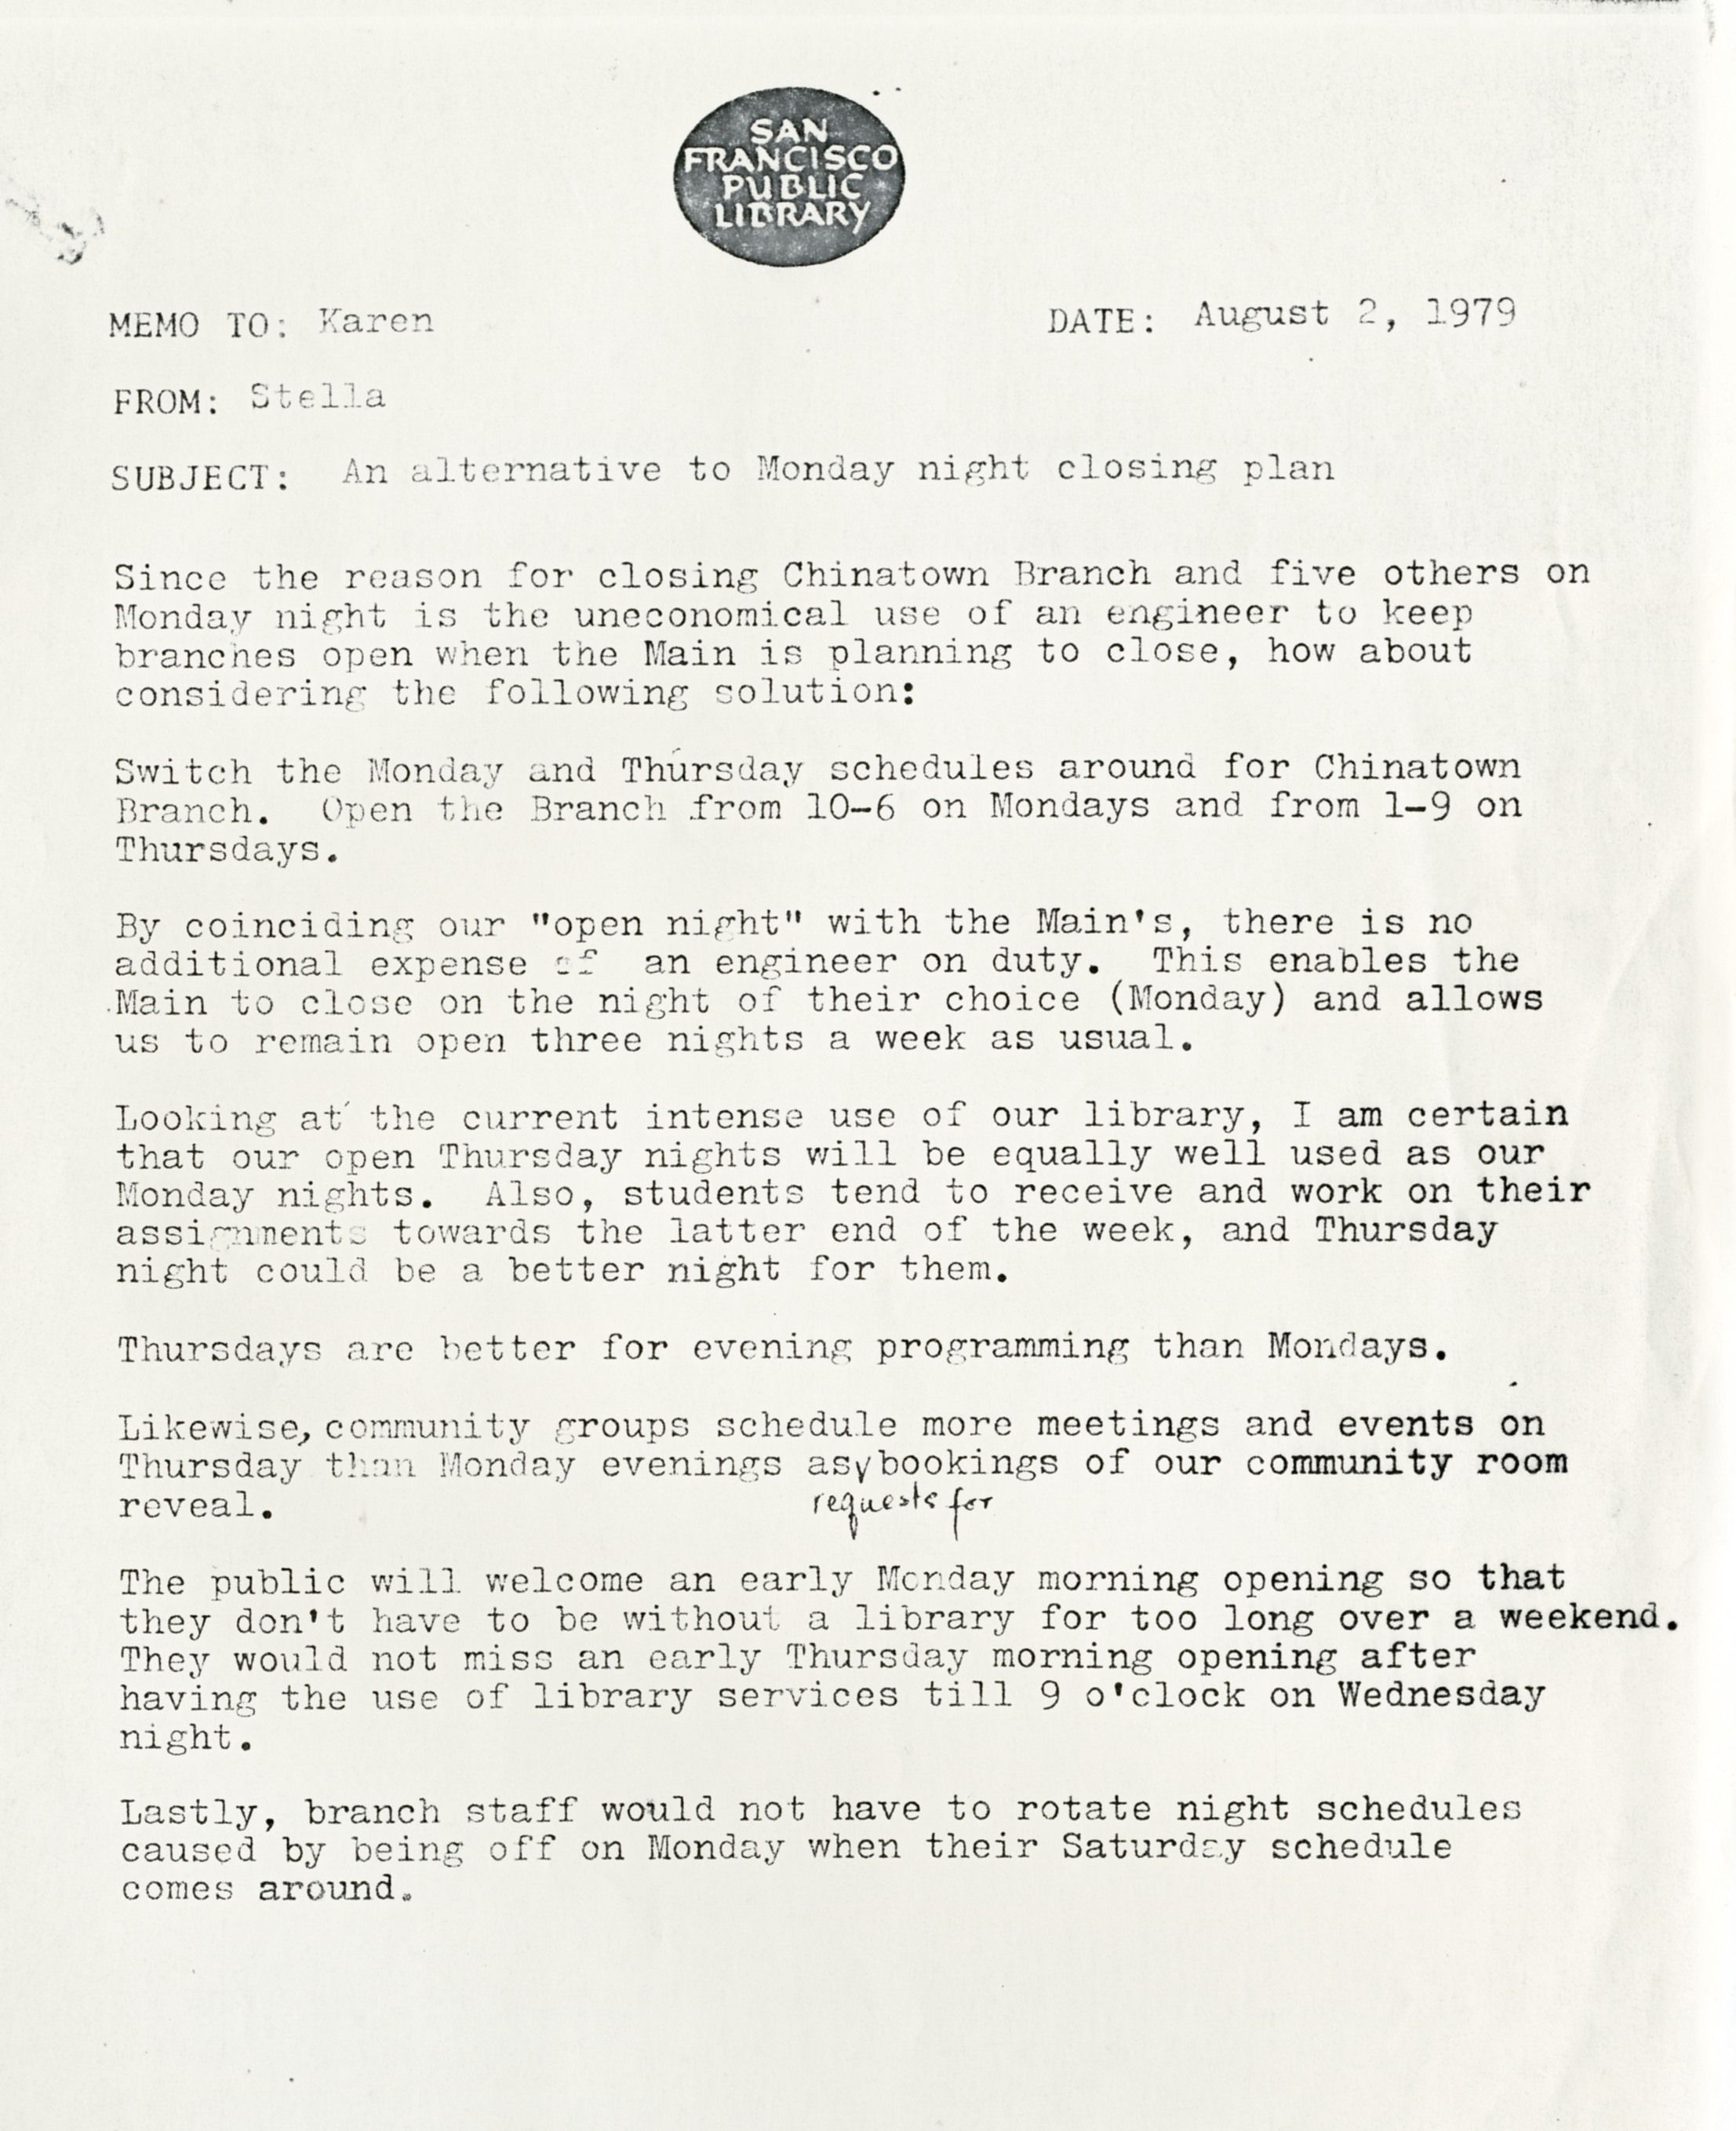 SAN
FRANCISCO
PUBLIC
LIBRARY
MEMO TO: Karen
DATE: August 2, 1979
FROM: Stella
SUBJECT: An alternative to Monday night closing plan
Since the reason for closing Chinatown Branch and five others on
Monday night is the uneconomical use of an engineer to keep
branches open when the Main is planning to close, how about
considering the following solution:
Switch the Monday and Thursday schedules around for Chinatown
Branch. Open the Branch from 10-6 on Mondays and from 1-9 on
Thursdays.
By coinciding our "open night" with the Main's, there is no
additional expense of an engineer on duty. This enables the
Main to close on the night of their choice (Monday) and allows
us to remain open three nights a week as usual.
Looking at the current intense use of our library, I am certain
that our open Thursday nights will be equally well used as our
Monday nights. Also, students tend to receive and work on their
assignments towards the latter end of the week, and Thursday
night could be a better night for them.
Thursdays are better for evening programming than Mondays.
Likewise, community groups schedule more meetings and events on
Thursday than Monday evenings as bookings of our community room
requests for
reveal.
The public will welcome an early Monday morning opening so that
they don't have to be without a library for too long over a weekend.
They would not miss an early Thursday morning opening after
having the use of library services till 9 o'clock on Wednesday
night.
Lastly, branch staff would not have to rotate night schedules
caused by being off on Monday when their Saturday schedule
comes around.